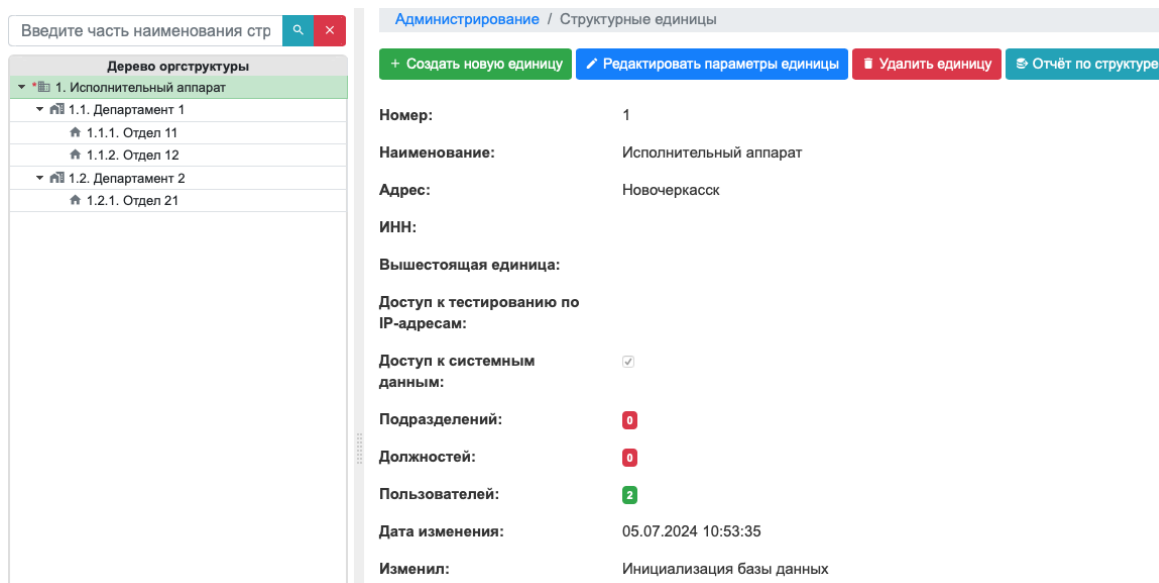 Введите часть наименования стр
Дерево оргструктуры
* 1. Исполнительный аппарат
1.1. Департамент 1
1.1.1. Отдел 11
1.1.2. Отдел 12
1.2. Департамент 2
1.2.1. Отдел 21
Администрирование / Структурные единицы
+ Создать новую единицу Редактировать параметры единицы Удалить единицу Отчёт по структуре
Номер: 1
Наименование: Исполнительный аппарат
Адрес: Новочеркасск
ИНН:
Вышестоящая единица:
Доступ к тестированию по
IP-адресам:
Доступ к системным
данным:
Подразделений: 0
Должностей: 0
Пользователей: 2
Дата изменения: 05.07.2024 10:53:35
Изменил: Инициализация базы данных